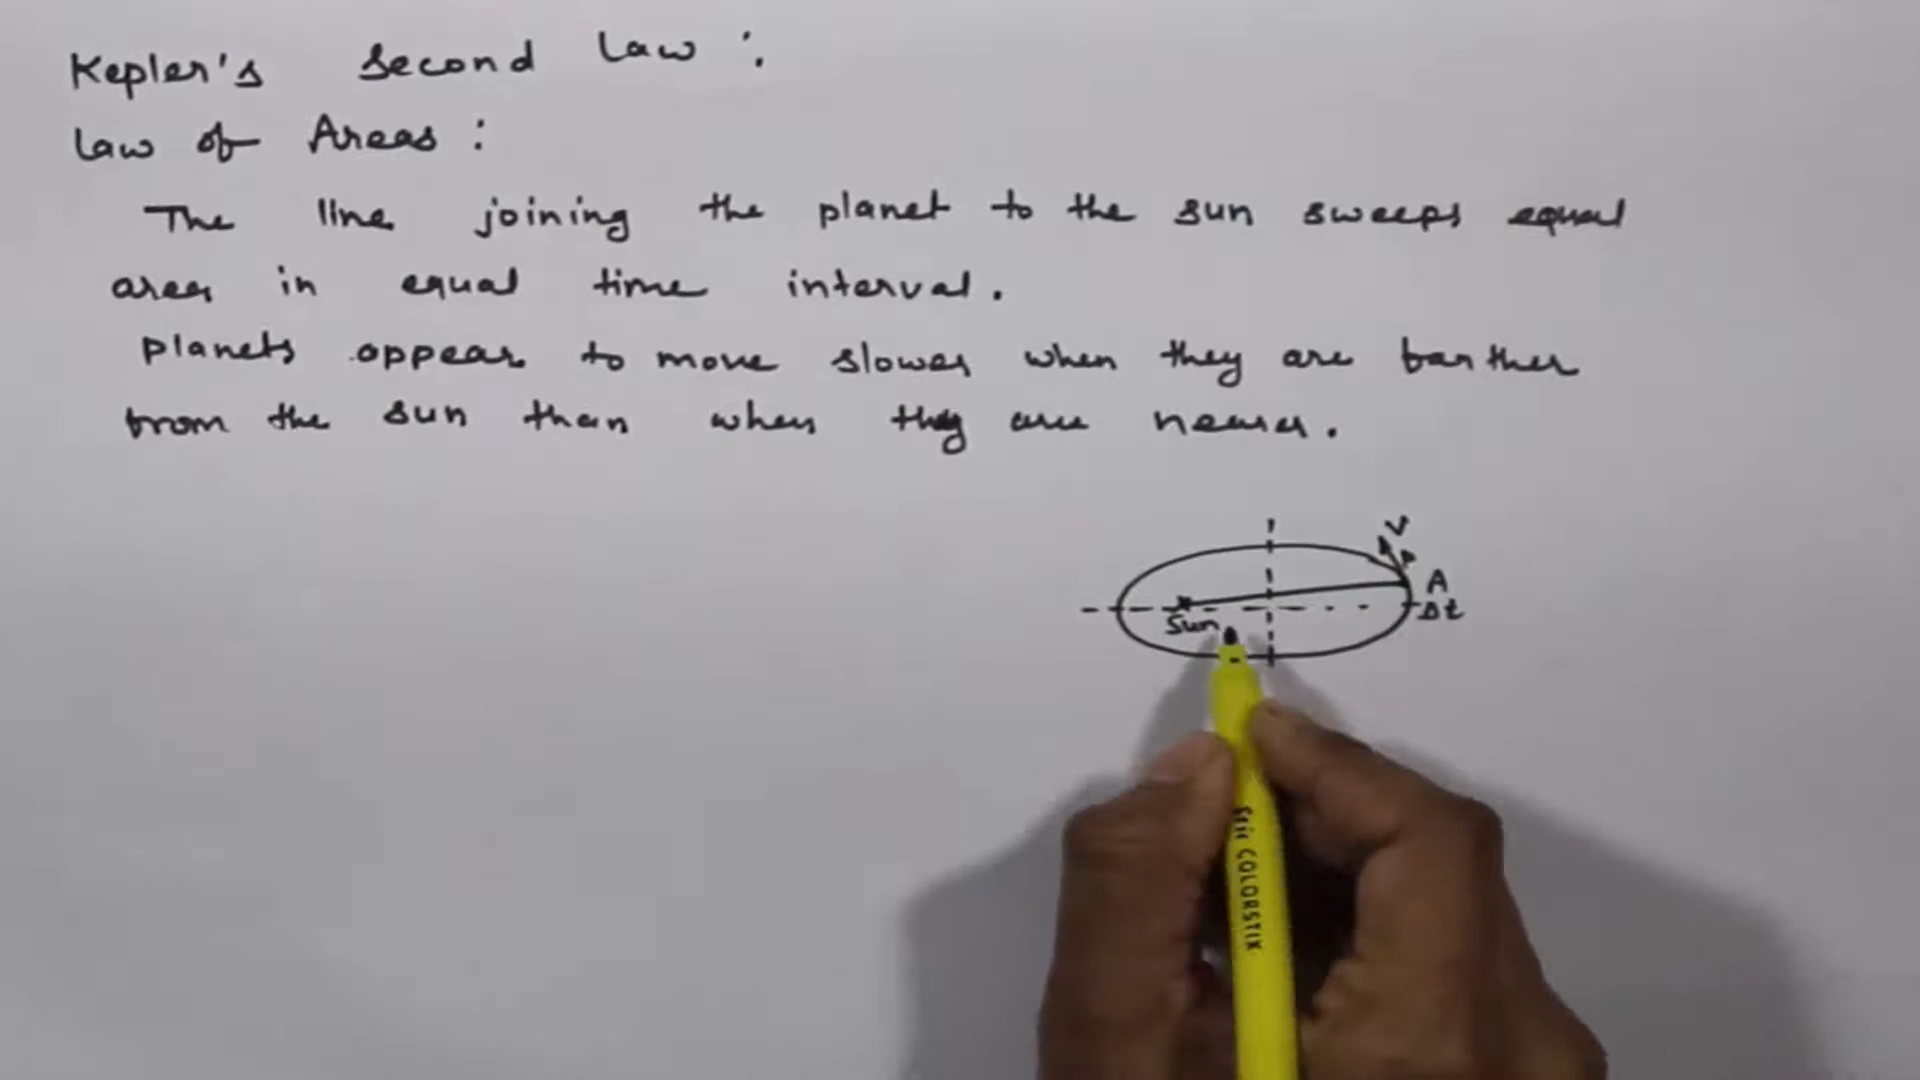 Kepler's second Law :
Law of Areas :
The line joining the planet to the sun sweeps equal
area in equal time interval.
Planets appear to move slower when they are farther
from the sun than when they are nearer.
V
P
A
Δt
Sun
COLORSTIX